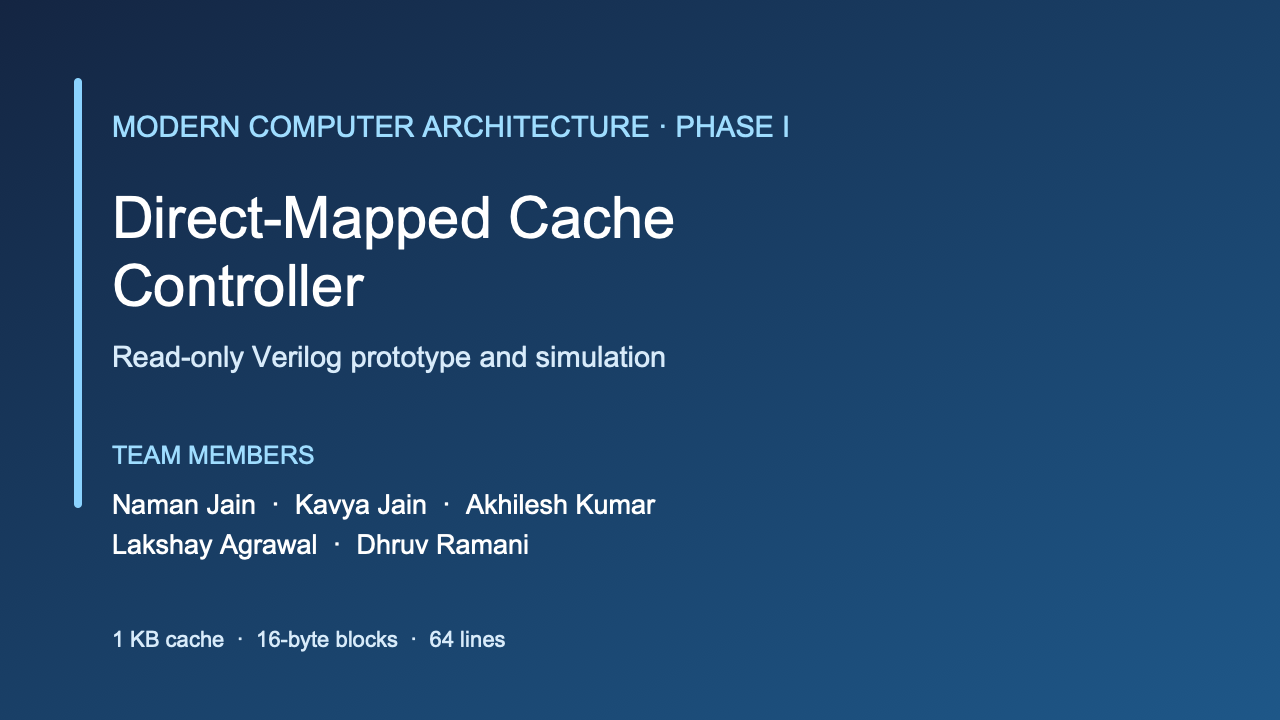 MODERN COMPUTER ARCHITECTURE · PHASE I
Direct-Mapped Cache
Controller
Read-only Verilog prototype and simulation
TEAM MEMBERS
Naman Jain · Kavya Jain · Akhilesh Kumar
Lakshay Agrawal · Dhruv Ramani
1 KB cache · 16-byte blocks · 64 lines